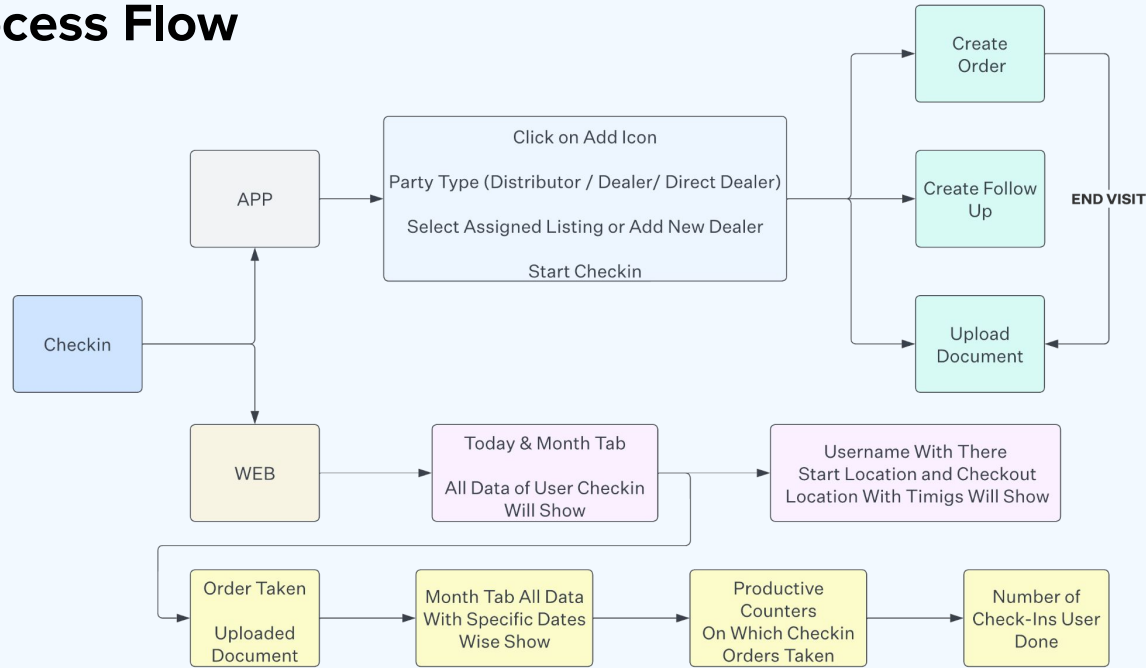 cess Flow
Create
Order
Click on Add Icon
Party Type (Distributor / Dealer/ Direct Dealer)
Select Assigned Listing or Add New Dealer
Start Checkin
APP
Create Follow
Up
END VISIT
Checkin
Upload
Document
WEB
Today & Month Tab
All Data of User Checkin
Will Show
Username With There
Start Location and Checkout
Location With Timigs Will Show
Order Taken
Uploaded
Document
Month Tab All Data
With Specific Dates
Wise Show
Productive
Counters
On Which Checkin
Orders Taken
Number of
Check-Ins User
Done